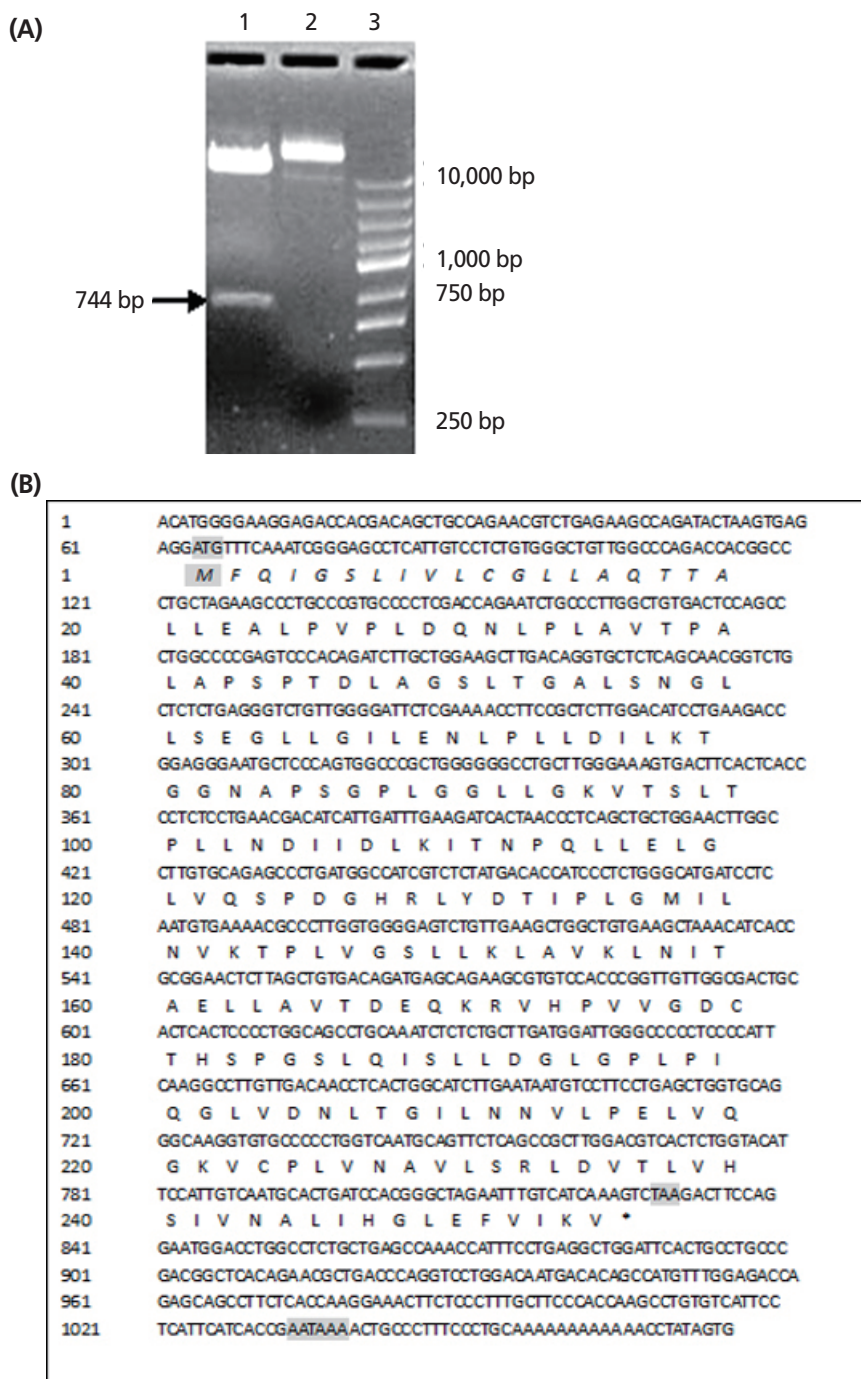 (A)
1 2 3
10,000 bp
1,000 bp
744 bp
750 bp
250 bp
(B)
1 ACATGGGGAAGGAGACCACGACAGCTGCCAGAACGTCTGAGAAGCCAGATACTAAGTGAG
61 AGGATGTTTCAAATCGGGAGCCTCATTGTCCTCTGTGGGCTGTTGGCCCAGACCACGGCC
1 M F Q I G S L I V L C G L L A Q T T A
121 CTGCTAGAAGCCCTGCCCGTGCCCCTCGACCAGAATCTGCCCTTGGCTGTGACTCCAGCC
20 L L E A L P V P L D Q N L P L A V T P A
181 CTGGCCCCGAGTCCCACAGATCTTGCTGGAAGCTTGACAGGTGCTCTCAGCAACGGTCTG
40 L A P S P T D L A G S L T G A L S N G L
241 CTCTCTGAGGGTCTGTTGGGGATTCTCGAAAACCTTCCGCTCTTGGACATCCTGAAGACC
60 L S E G L L G I L E N L P L L D I L K T
301 GGAGGGAATGCTCCCAGTGGCCCGCTGGGGGGCCTGCTTGGGAAAGTGACTTCACTCACC
80 G G N A P S G P L G G L L G K V T S L T
361 CCTCTCCTGAACGACATCATTGATTTGAAGATCACTAACCCTCAGCTGCTGGAACTTGGC
100 P L L N D I I D L K I T N P Q L L E L G
421 CTTGTGCAGAGCCCTGATGGCCATCGTCTCTATGACACCATCCCTCTGGGCATGATCCTC
120 L V Q S P D G H R L Y D T I P L G M I L
481 AATGTGAAAACGCCCTTGGTGGGGAGTCTGTTGAAGCTGGCTGTGAAGCTAAACATCACC
140 N V K T P L V G S L L K L A V K L N I T
541 GCGGAACTCTTAGCTGTGACAGATGAGCAGAAGCGTGTCCACCCGGTTGTTGGCGACTGC
160 A E L L A V T D E Q K R V H P V V G D C
601 ACTCACTCCCCTGGCAGCCTGCAAATCTCTCTGCTTGATGGATTGGGCCCCCTCCCCATT
180 T H S P G S L Q I S L L D G L G P L P I
661 CAAGGCCTTGTTGACAACCTCACTGGCATCTTGAATAATGTCCTTCCTGAGCTGGTGCAG
200 Q G L V D N L T G I L N N V L P E L V Q
721 GGCAAGGTGTGCCCCCTGGTCAATGCAGTTCTCAGCCGCTTGGACGTCACTCTGGTACAT
220 G K V C P L V N A V L S R L D V T L V H
781 TCCATTGTCAATGCACTGATCCACGGGCTAGAATTTGTCATCAAAGTCTAAGACTTCCAG
240 S I V N A L I H G L E F V I K V *
841 GAATGGACCTGGCCTCTGCTGAGCCAAACCATTTCCTGAGGCTGGATTCACTGCCTGCCC
901 GACGGCTCACAGAACGCTGACCCAGGTCCTGGACAATGACACAGCCATGTTTGGAGACCA
961 GAGCAGCCTTCTCACCAAGGAAACTTCTCCCTTTGCTTCCCACCAAGCCTGTGTCATTCC
1021 TCATTCATCACCGAATAAAACTGCCCTTTCCCTGCAAAAAAAAAAAAACCTATAGTG